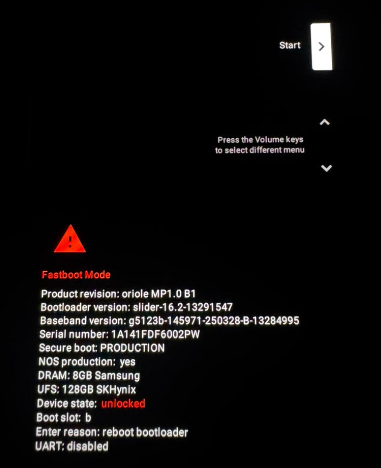 Start
Press the Volume keys
to select different menu
Fastboot Mode
Product revision: oriole MP1.0 B1
Bootloader version: slider-16.2-13291547
Baseband version: g5123b-145971-250328-B-13284995
Serial number: 1A141FDF6002PW
Secure boot: PRODUCTION
NOS production: yes
DRAM: 8GB Samsung
UFS: 128GB SKHynix
Device state: unlocked
Boot slot: b
Enter reason: reboot bootloader
UART: disabled